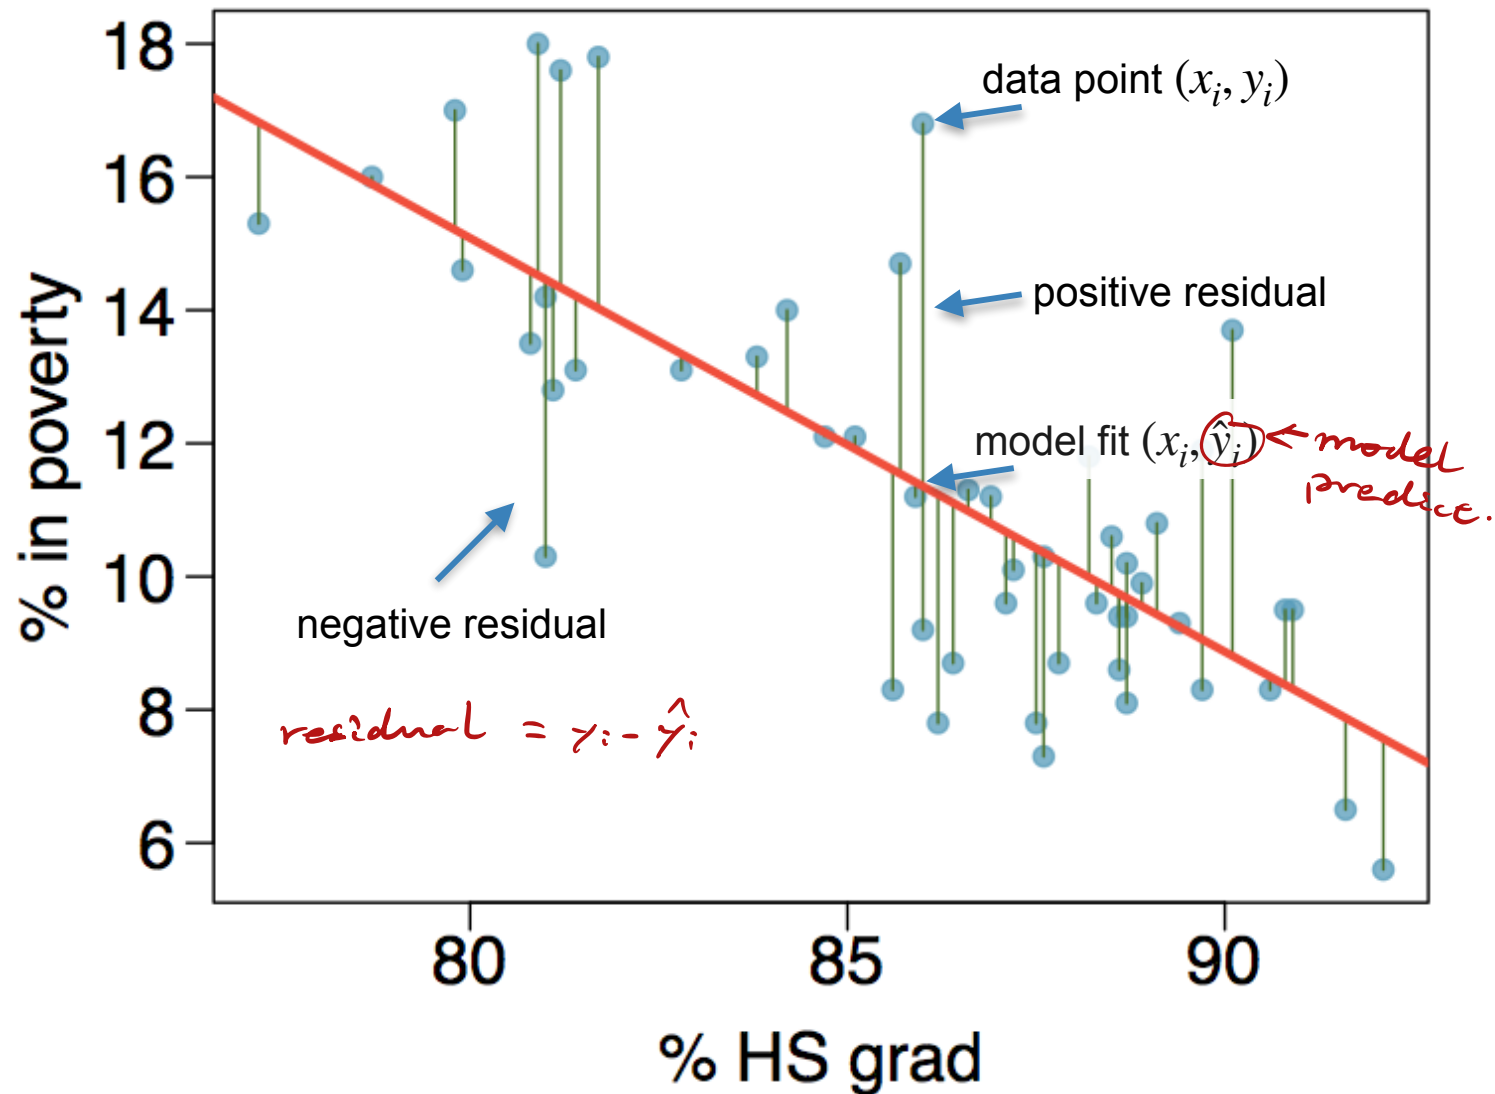 18
data point (xᵢ, yᵢ)
16
14
positive residual
12
model fit (xᵢ, ŷᵢ)
← model
predict.
10
negative residual
8
residual = yᵢ - ŷᵢ
6
% in poverty
80 85 90
% HS grad